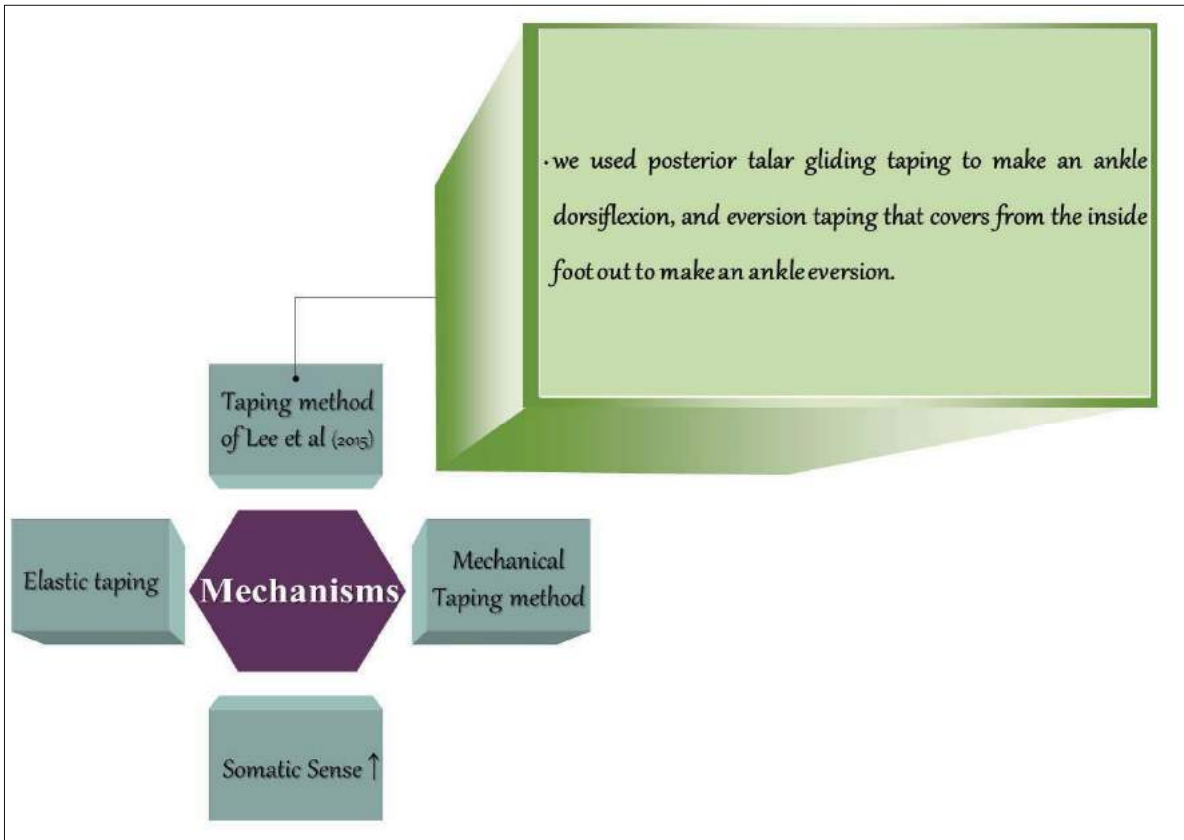 · we used posterior talar gliding taping to make an ankle
dorsiflexion, and eversion taping that covers from the inside
foot out to make an ankle eversion.
Taping method
of Lee et al (2015)
Elastic taping
Mechanisms
Mechanical
Taping method
Somatic Sense ↑